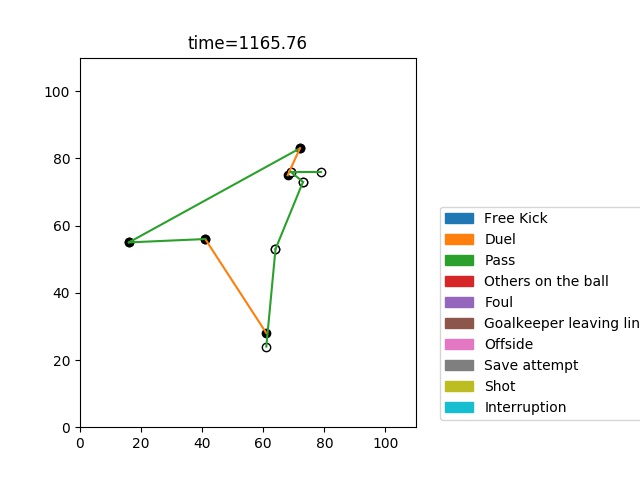 time=1165.76
100
80
60
40
20
0
0 20 40 60 80 100
Free Kick
Duel
Pass
Others on the ball
Foul
Goalkeeper leaving lin
Offside
Save attempt
Shot
Interruption